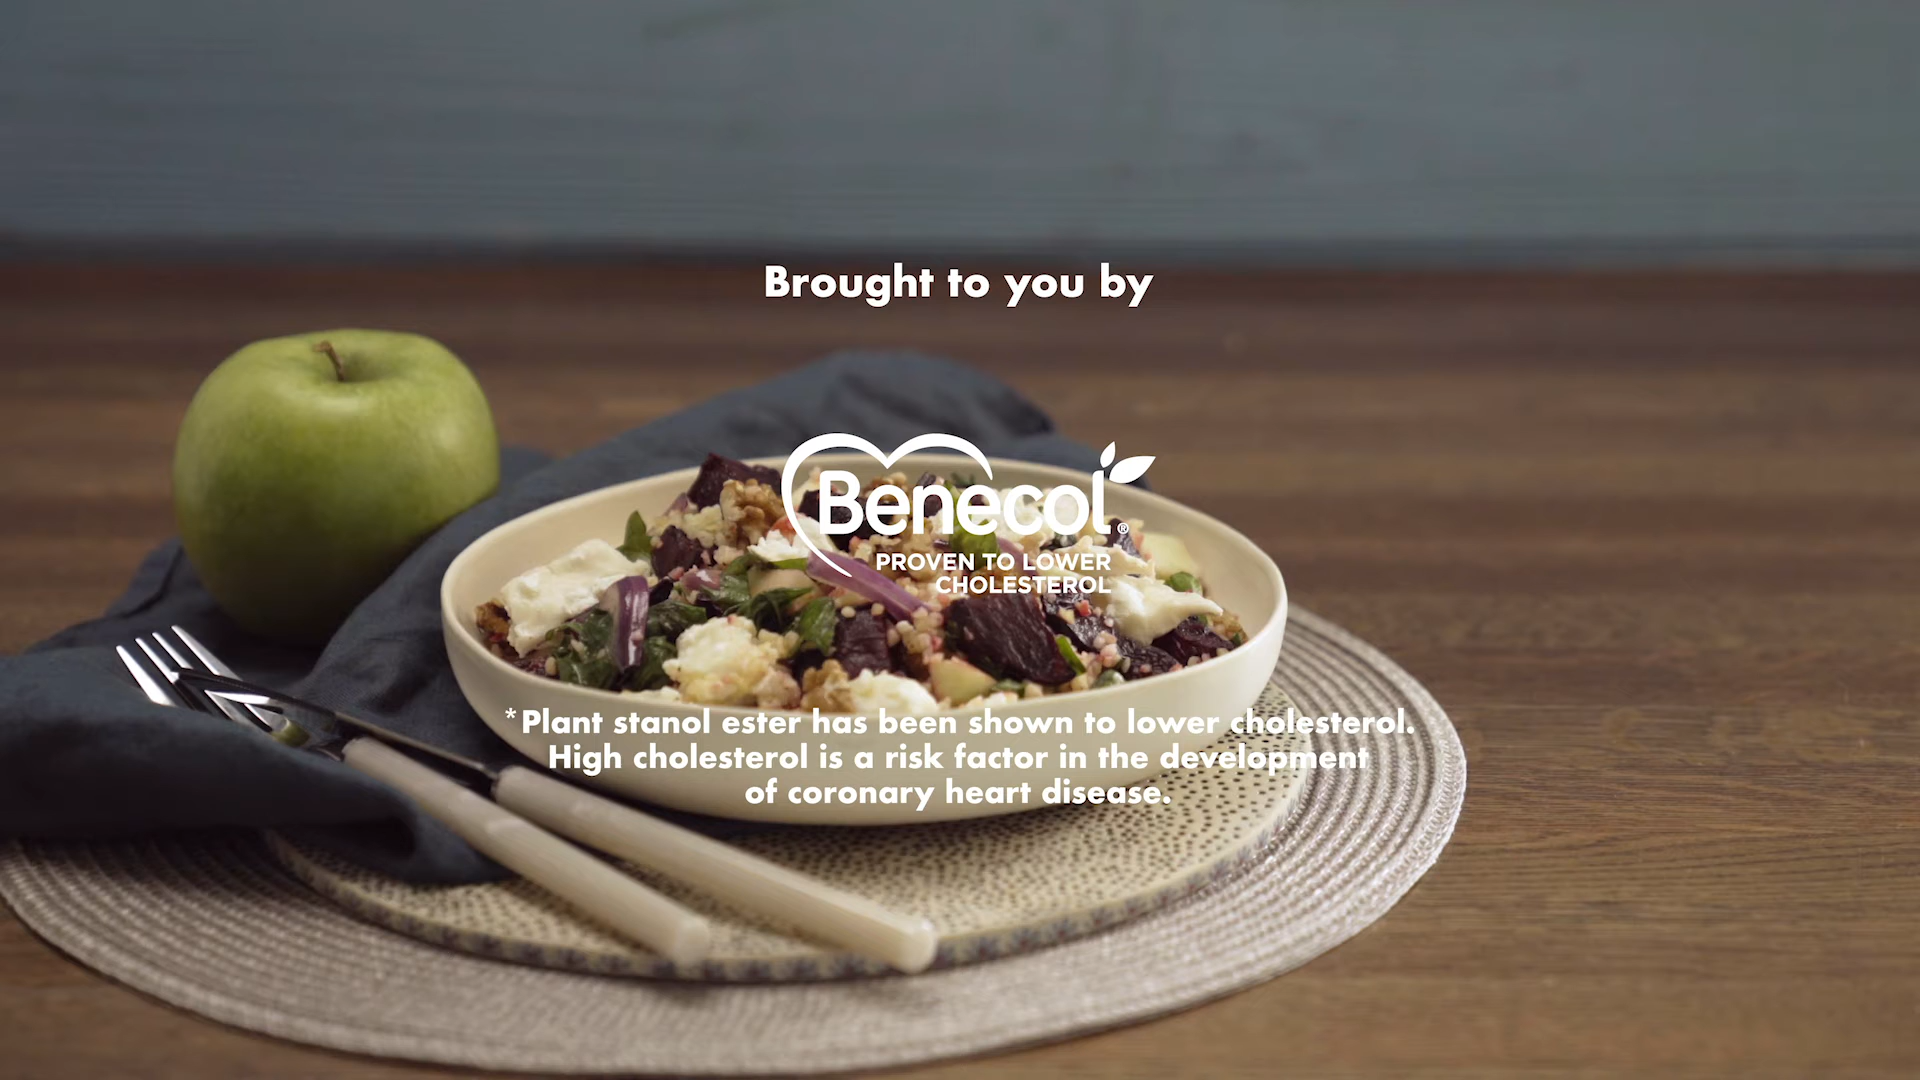 Brought to you by
Benecol®
PROVEN TO LOWER
CHOLESTEROL
*Plant stanol ester has been shown to lower cholesterol.
High cholesterol is a risk factor in the development
of coronary heart disease.